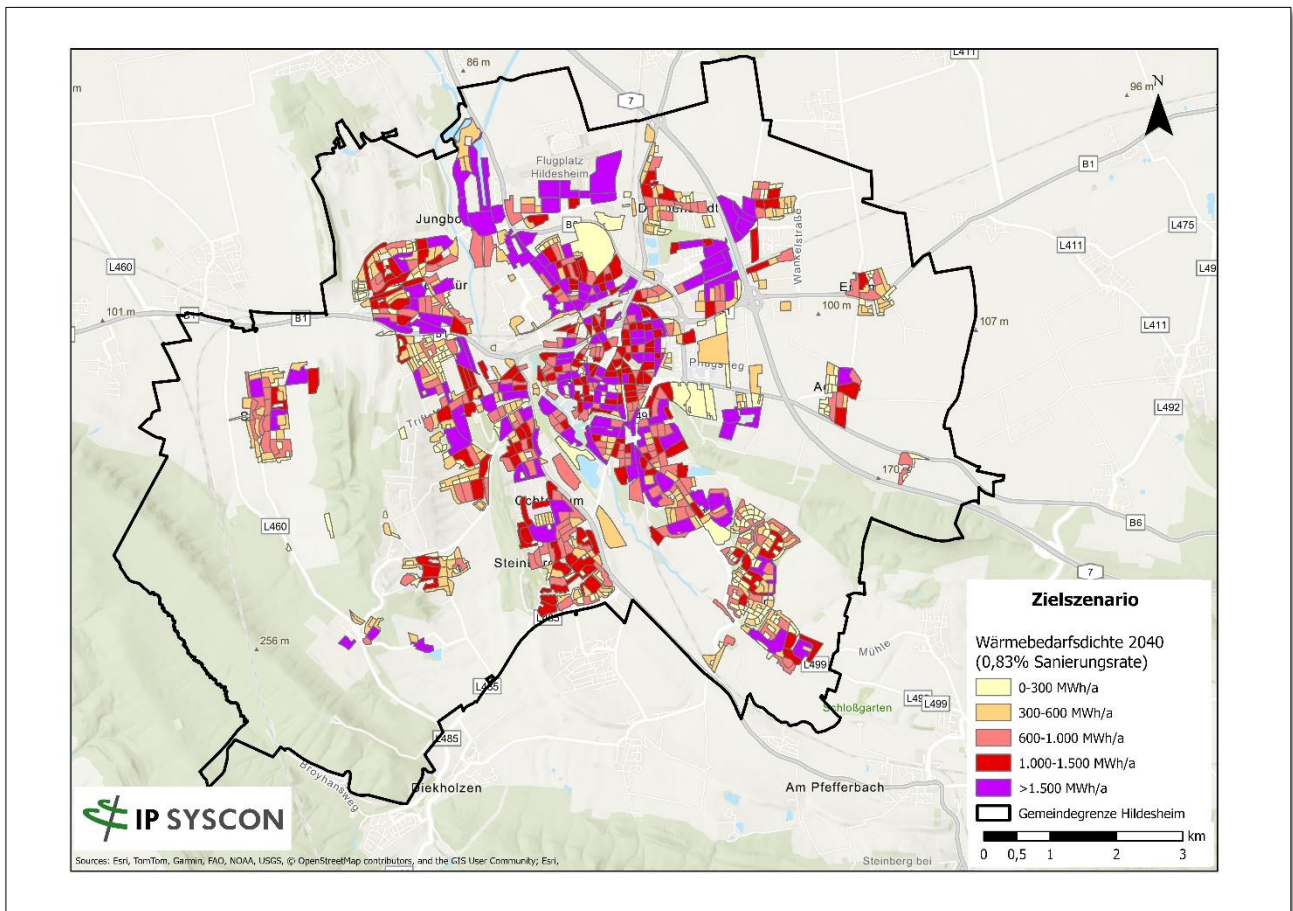 L411
86 m
7
N
96 m
m
B1
Flugplatz
Hildesheim
Wankelstraße
L475
L411
L460
101 m
B1
100 m
107 m
L411
L492
170 m
L460
B6
7
256 m
L485
L485
L499
Mühle
L499
Schloßgarten
Broyhansweg
Diekholzen
Am Pfefferbach
Steinberg bei
Zielszenario
Wärmebedarfsdichte 2040
(0,83% Sanierungsrate)
0-300 MWh/a
300-600 MWh/a
600-1.000 MWh/a
1.000-1.500 MWh/a
>1.500 MWh/a
Gemeindegrenze Hildesheim
km
0 0,5 1 2 3
IP SYSCON
Sources: Esri, TomTom, Garmin, FAO, NOAA, USGS, © OpenStreetMap contributors, and the GIS User Community; Esri,